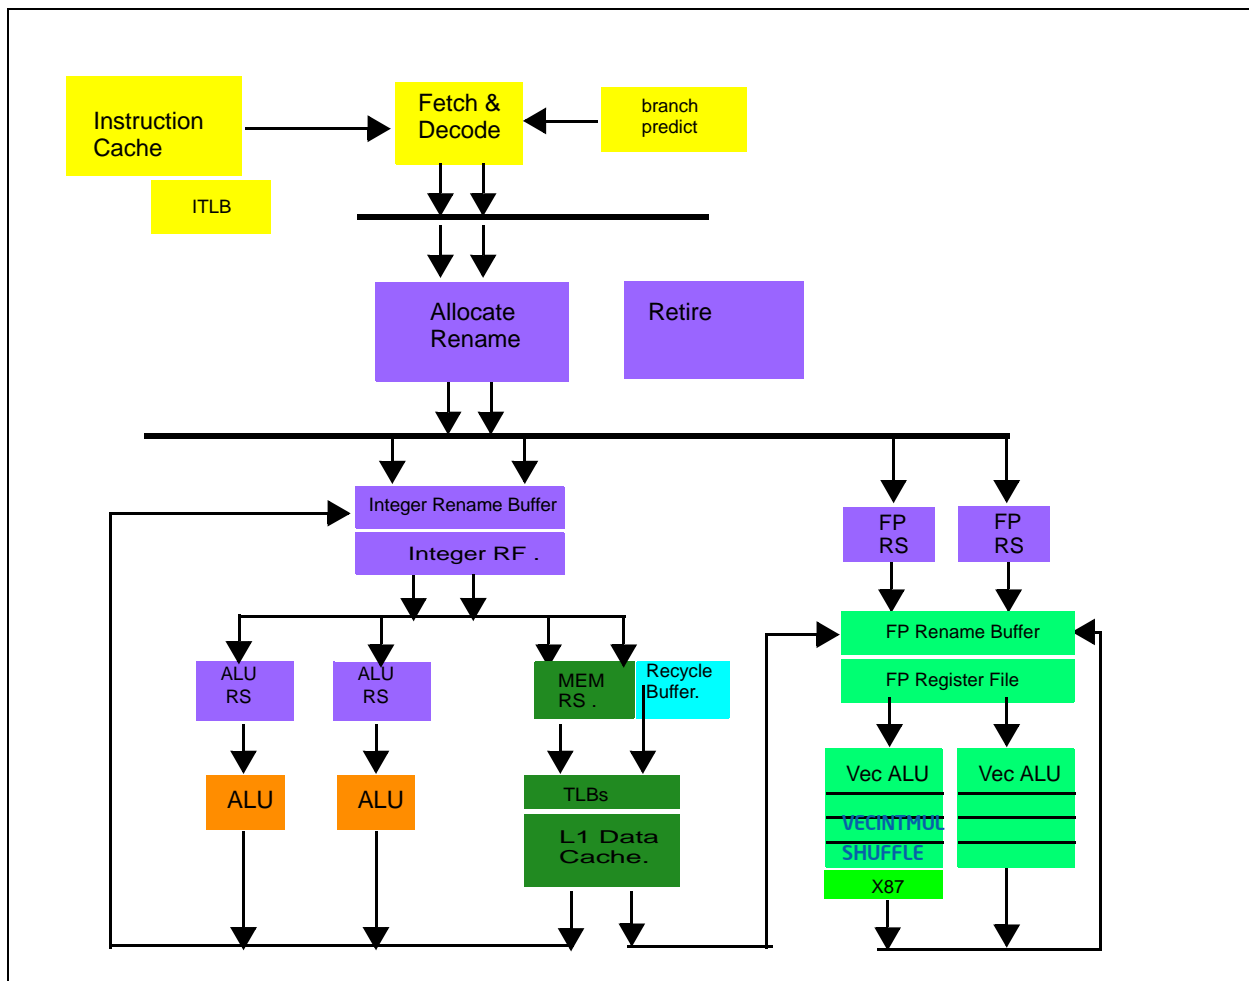 Instruction
Cache
Fetch &
Decode
branch
predict
ITLB
Allocate
Rename
Retire
Integer Rename Buffer
Integer RF .
FP
RS
FP
RS
FP Rename Buffer
FP Register File
ALU
RS
ALU
RS
MEM
RS .
Recycle
Buffer.
ALU
ALU
TLBs
L1 Data
Cache.
Vec ALU
Vec ALU
VECINTMUL
SHUFFLE
X87